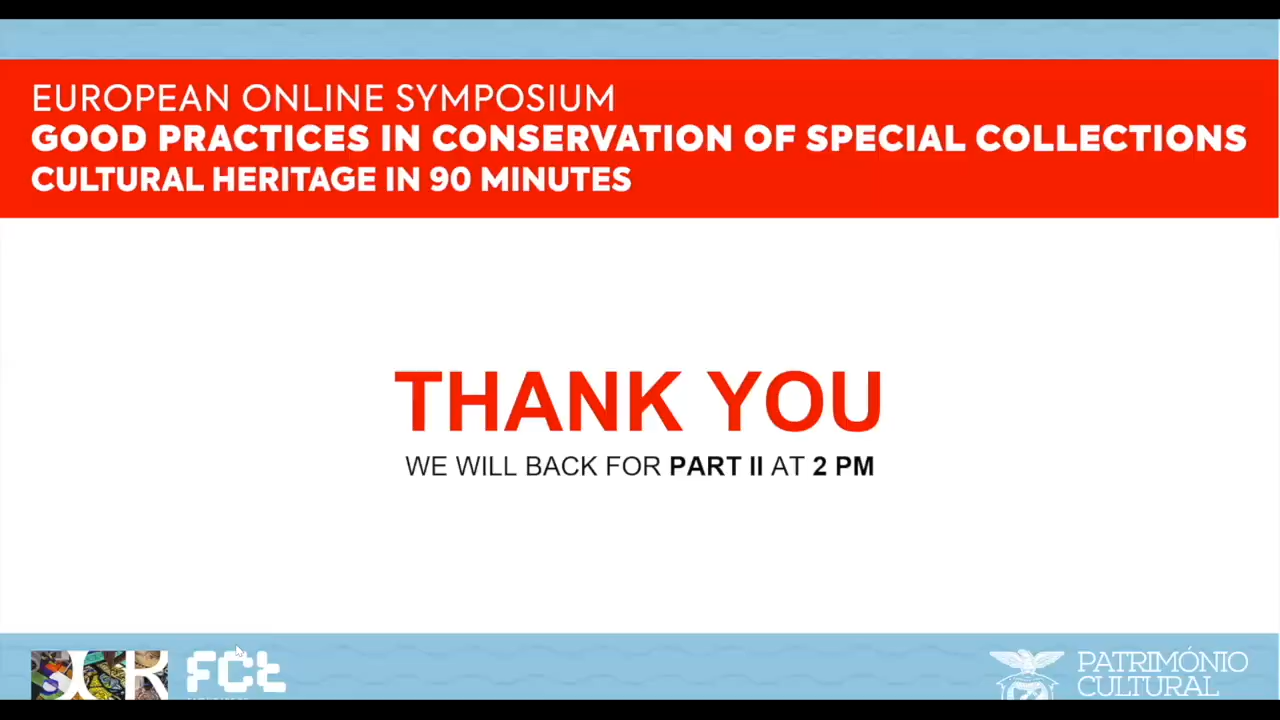 EUROPEAN ONLINE SYMPOSIUM
GOOD PRACTICES IN CONSERVATION OF SPECIAL COLLECTIONS
CULTURAL HERITAGE IN 90 MINUTES
THANK YOU
WE WILL BACK FOR PART II AT 2 PM
fct
PATRIMÓNIO
CULTURAL